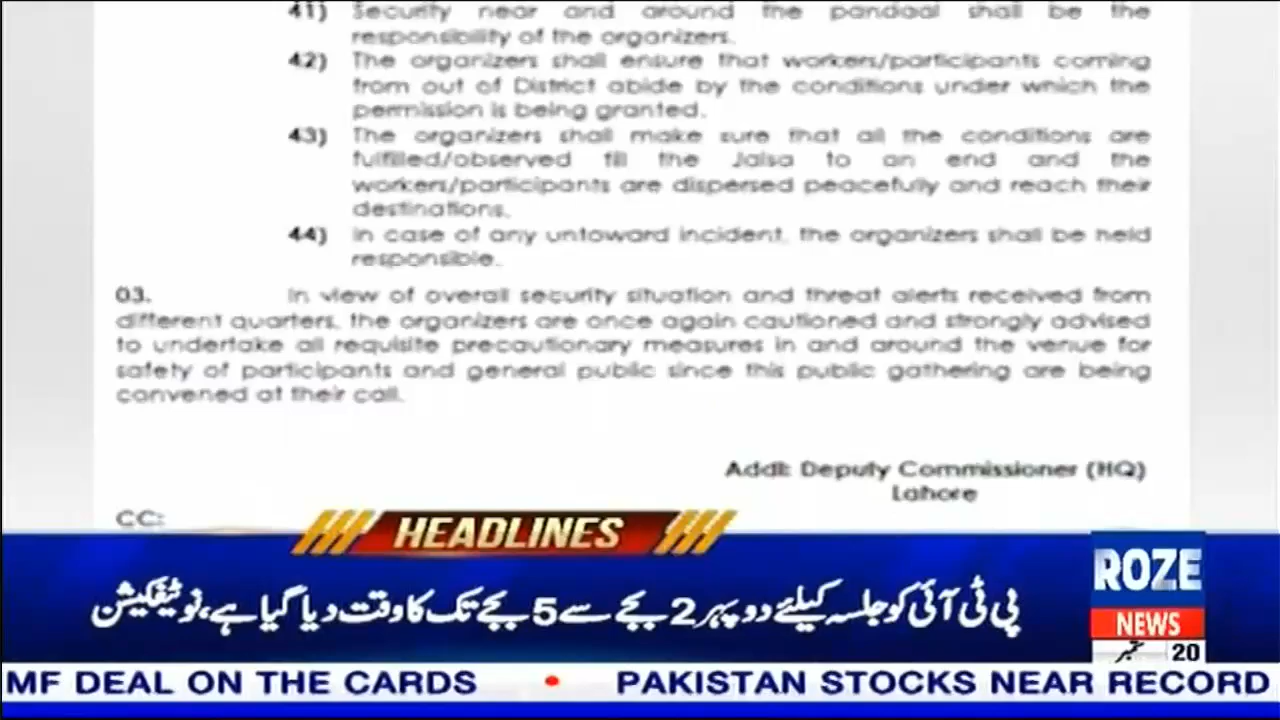 41) Security near and around the pandaal shall be the
responsibility of the organizers.
42) The organizers shall ensure that workers/participants coming
from out of District abide by the conditions under which the
permission is being granted.
43) The organizers shall make sure that all the conditions are
fulfilled/observed till the Jalsa to an end and the
workers/participants are dispersed peacefully and reach their
destinations.
44) In case of any untoward incident, the organizers shall be held
responsible.
03. In view of overall security situation and threat alerts received from
different quarters, the organizers are once again cautioned and strongly advised
to undertake all requisite precautionary measures in and around the venue for
safety of participants and general public since this public gathering are being
convened at their call.
Addl: Deputy Commissioner (HQ)
Lahore
CC:
HEADLINES
پی ٹی آئی کو جلسہ کیلئے دوپہر 2 بجے سے 5 بجے تک کا وقت دیا گیا ہے، نوٹیفکیشن
ROZE
NEWS
20 ستمبر
MF DEAL ON THE CARDS • PAKISTAN STOCKS NEAR RECORD